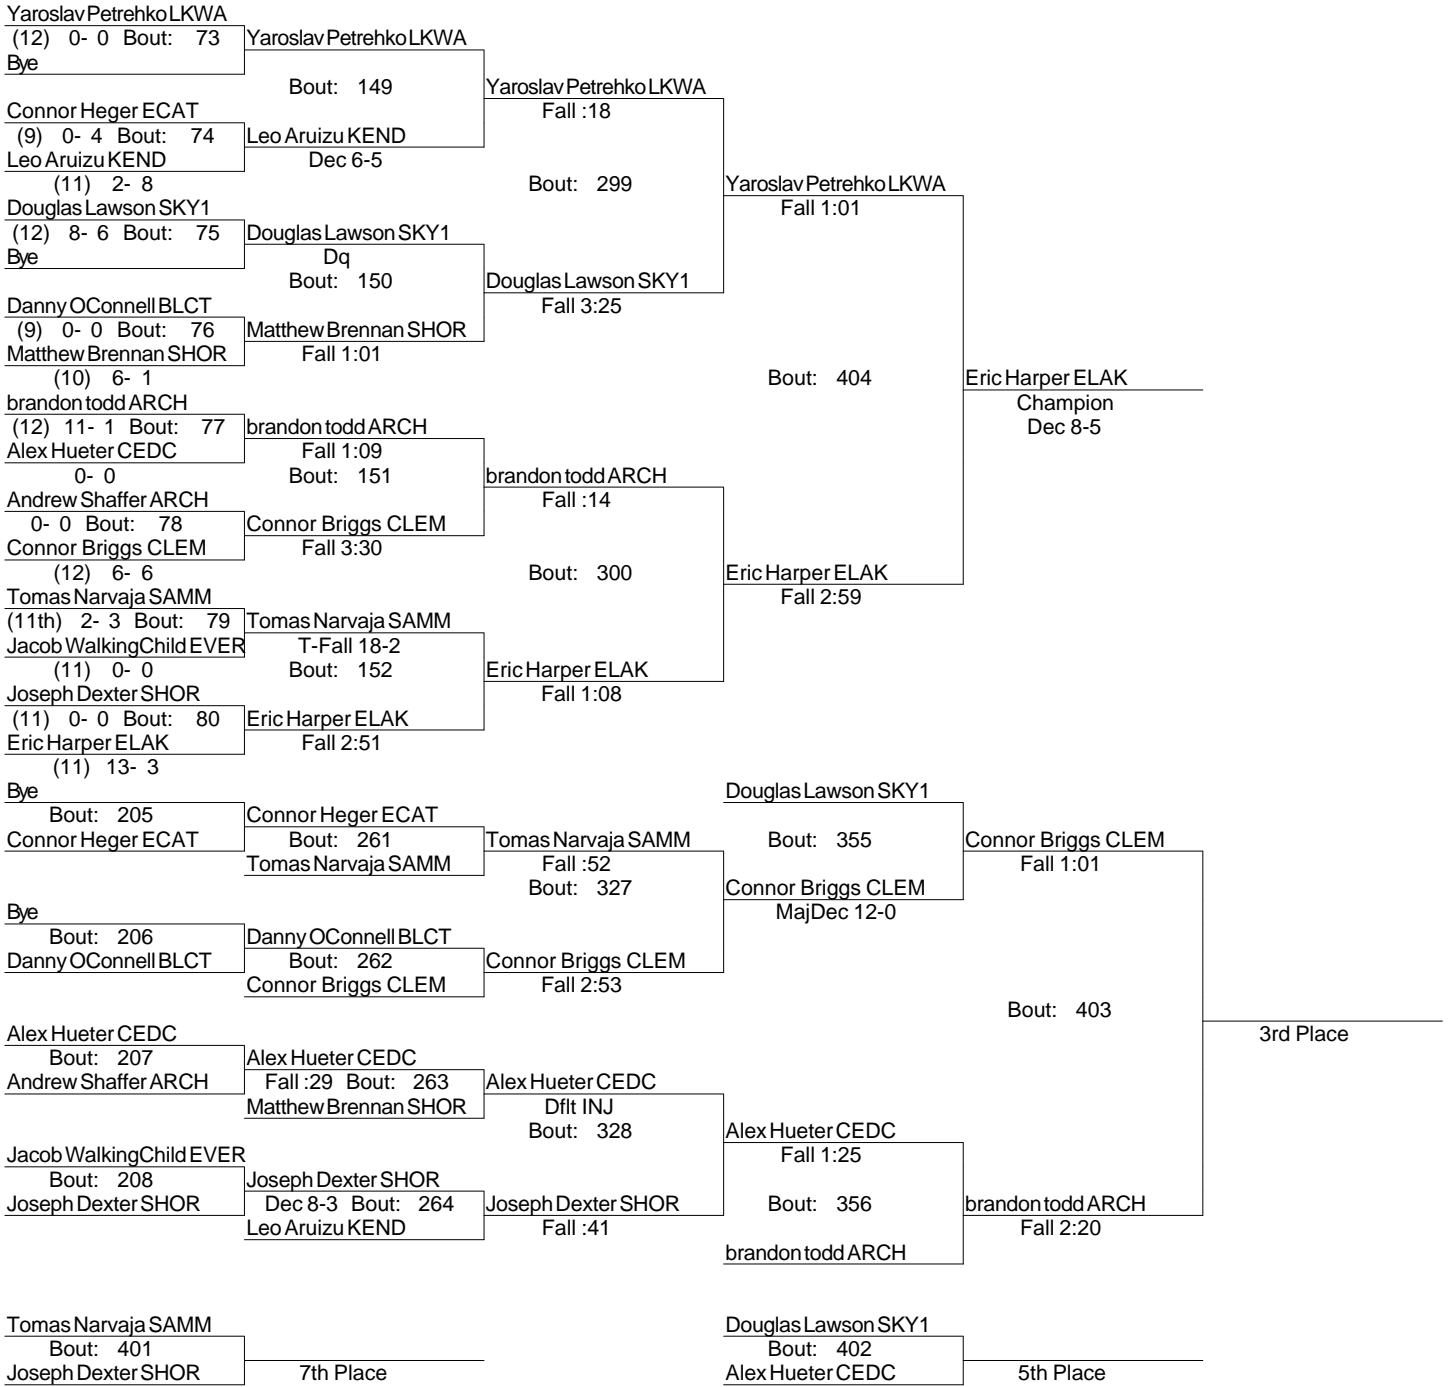 Yaroslav Petrehko LKWA
(12) 0- 0 Bout: 73 Yaroslav Petrehko LKWA
Bye
Bout: 149 Yaroslav Petrehko LKWA
Connor Heger ECAT Fall :18
(9) 0- 4 Bout: 74 Leo Aruizu KEND
Leo Aruizu KEND Dec 6-5
(11) 2- 8 Bout: 299 Yaroslav Petrehko LKWA
Douglas Lawson SKY1 Fall 1:01
(12) 8- 6 Bout: 75 Douglas Lawson SKY1
Bye Dq
Bout: 150 Douglas Lawson SKY1
Danny OConnell BLCT Fall 3:25
(9) 0- 0 Bout: 76 Matthew Brennan SHOR
Matthew Brennan SHOR Fall 1:01
(10) 6- 1 Bout: 404 Eric Harper ELAK
brandon todd ARCH Champion
(12) 11- 1 Bout: 77 brandon todd ARCH Dec 8-5
Alex Hueter CEDC Fall 1:09
0- 0 Bout: 151 brandon todd ARCH
Andrew Shaffer ARCH Fall :14
0- 0 Bout: 78 Connor Briggs CLEM
Connor Briggs CLEM Fall 3:30
(12) 6- 6 Bout: 300 Eric Harper ELAK
Tomas Narvaja SAMM Fall 2:59
(11th) 2- 3 Bout: 79 Tomas Narvaja SAMM
Jacob WalkingChild EVER T-Fall 18-2
(11) 0- 0 Bout: 152 Eric Harper ELAK
Joseph Dexter SHOR Fall 1:08
(11) 0- 0 Bout: 80 Eric Harper ELAK
Eric Harper ELAK Fall 2:51
(11) 13- 3
Bye Douglas Lawson SKY1
Bout: 205 Connor Heger ECAT
Connor Heger ECAT Bout: 261 Tomas Narvaja SAMM Bout: 355 Connor Briggs CLEM
Tomas Narvaja SAMM Fall :52 Fall 1:01
Bout: 327 Connor Briggs CLEM
Bye MajDec 12-0
Bout: 206 Danny OConnell BLCT
Danny OConnell BLCT Bout: 262 Connor Briggs CLEM
Connor Briggs CLEM Fall 2:53
Bout: 403
Alex Hueter CEDC 3rd Place
Bout: 207 Alex Hueter CEDC
Andrew Shaffer ARCH Fall :29 Bout: 263 Alex Hueter CEDC
Matthew Brennan SHOR Dflt INJ
Bout: 328 Alex Hueter CEDC
Jacob WalkingChild EVER Fall 1:25
Bout: 208 Joseph Dexter SHOR
Joseph Dexter SHOR Dec 8-3 Bout: 264 Joseph Dexter SHOR Bout: 356 brandon todd ARCH
Leo Aruizu KEND Fall :41 Fall 2:20
brandon todd ARCH
Tomas Narvaja SAMM Douglas Lawson SKY1
Bout: 401 Bout: 402
Joseph Dexter SHOR 7th Place Alex Hueter CEDC 5th Place